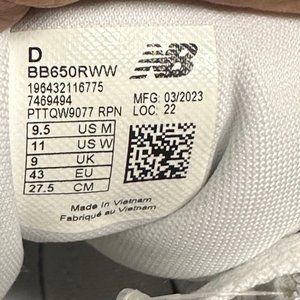 D
BB650RWW
196432116775
7469494
PTTQW9077 RPN
MFG: 03/2023
LOC: 22
9.5 US M
11 US W
9 UK
43 EU
27.5 CM
Made in Vietnam
Fabriqué au Vietnam